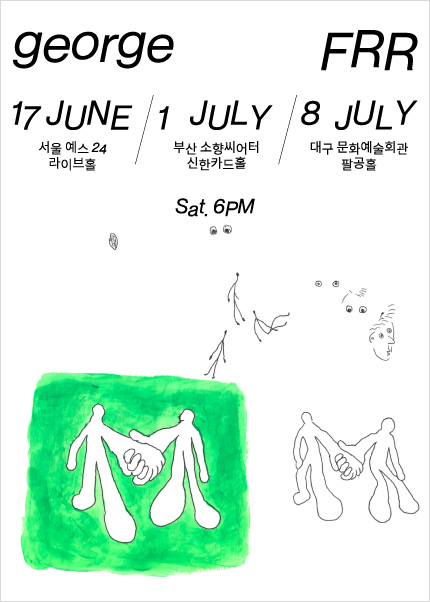 george FRR
17 JUNE / 1 JULY / 8 JULY
서울 예스 24
라이브홀
부산 소향씨어터
신한카드홀
대구 문화예술회관
팔공홀
Sat. 6PM